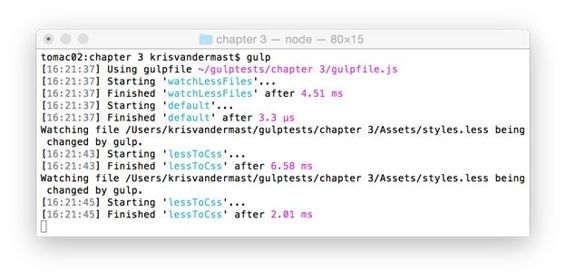 chapter 3 — node — 80×15
tomac02:chapter 3 krisvandermast$ gulp
[16:21:37] Using gulpfile ~/gulptests/chapter 3/gulpfile.js
[16:21:37] Starting 'watchLessFiles'...
[16:21:37] Finished 'watchLessFiles' after 4.51 ms
[16:21:37] Starting 'default'...
[16:21:37] Finished 'default' after 3.3 μs
Watching file /Users/krisvandermast/gulptests/chapter 3/Assets/styles.less being
changed by gulp.
[16:21:43] Starting 'lessToCss'...
[16:21:43] Finished 'lessToCss' after 6.58 ms
Watching file /Users/krisvandermast/gulptests/chapter 3/Assets/styles.less being
changed by gulp.
[16:21:45] Starting 'lessToCss'...
[16:21:45] Finished 'lessToCss' after 2.01 ms